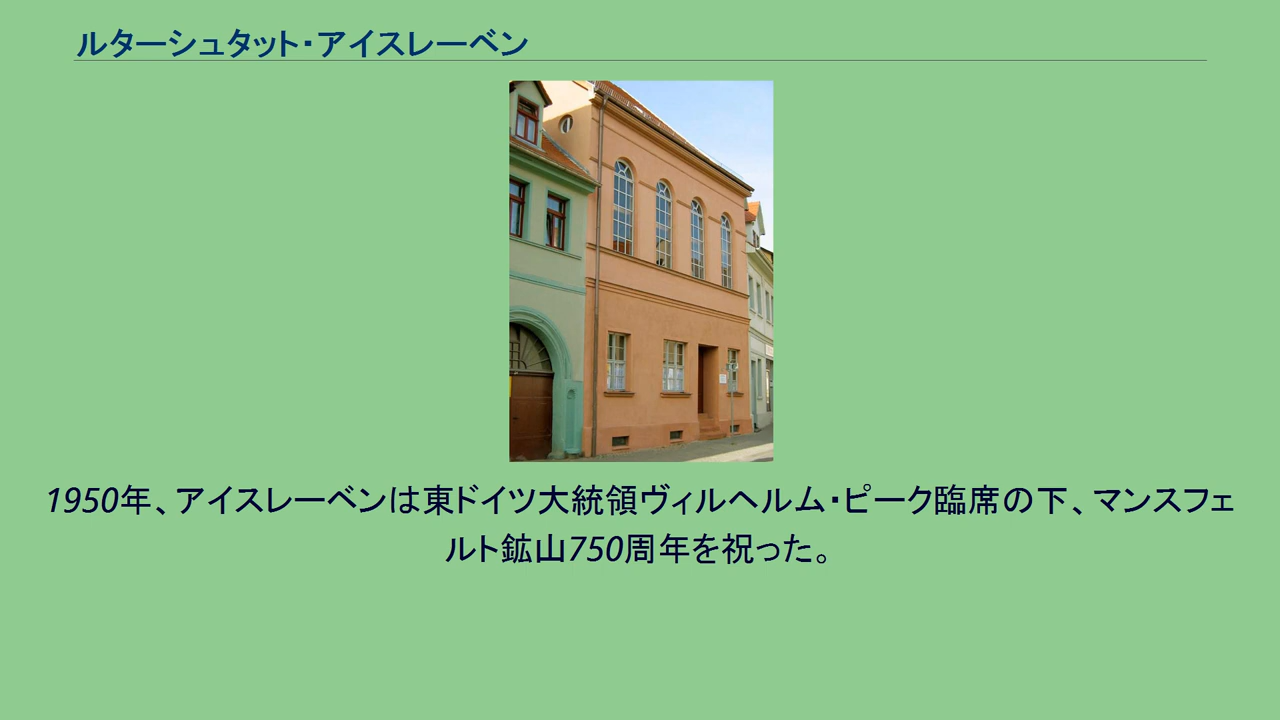 ルターシュタット・アイスレーベン
1950年、アイスレーベンは東ドイツ大統領ヴィルヘルム・ピーク臨席の下、マンスフェ
ルト鉱山750周年を祝った。